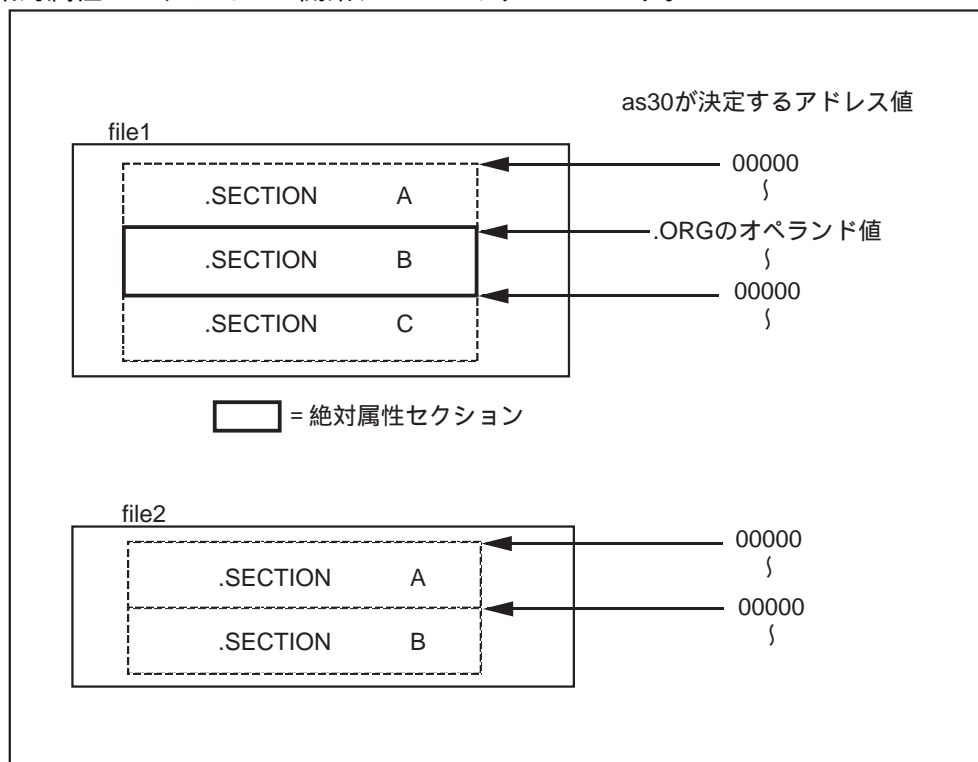 as30が決定するアドレス値
file1
00000
.SECTION A
.ORGのオペランド値
.SECTION B
00000
.SECTION C
= 絶対属性セクション
file2
00000
.SECTION A
00000
.SECTION B